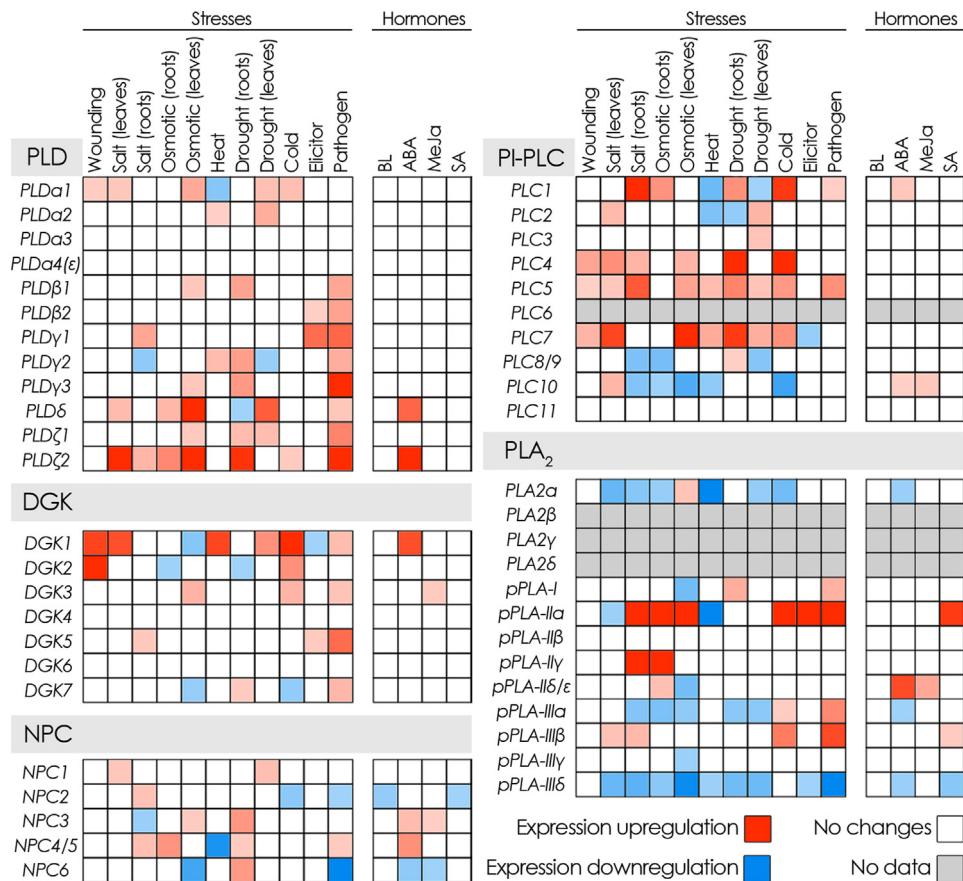 Stresses
Hormones
Wounding
Salt (leaves)
Salt (roots)
Osmotic (roots)
Osmotic (leaves)
Heat
Drought (roots)
Drought (leaves)
Cold
Elicitor
Pathogen
BL
ABA
MeJa
SA
PLD
PLDα1
PLDα2
PLDα3
PLDα4(ε)
PLDβ1
PLDβ2
PLDγ1
PLDγ2
PLDγ3
PLDδ
PLDζ1
PLDζ2
DGK
DGK1
DGK2
DGK3
DGK4
DGK5
DGK6
DGK7
NPC
NPC1
NPC2
NPC3
NPC4/5
NPC6
Stresses
Hormones
Wounding
Salt (leaves)
Salt (roots)
Osmotic (roots)
Osmotic (leaves)
Heat
Drought (roots)
Drought (leaves)
Cold
Elicitor
Pathogen
BL
ABA
MeJa
SA
PI-PLC
PLC1
PLC2
PLC3
PLC4
PLC5
PLC6
PLC7
PLC8/9
PLC10
PLC11
PLA2
PLA2α
PLA2β
PLA2γ
PLA2δ
pPLA-I
pPLA-IIα
pPLA-IIβ
pPLA-IIγ
pPLA-IIδ/ε
pPLA-IIIα
pPLA-IIIβ
pPLA-IIIγ
pPLA-IIIδ
Expression upregulation
No changes
Expression downregulation
No data